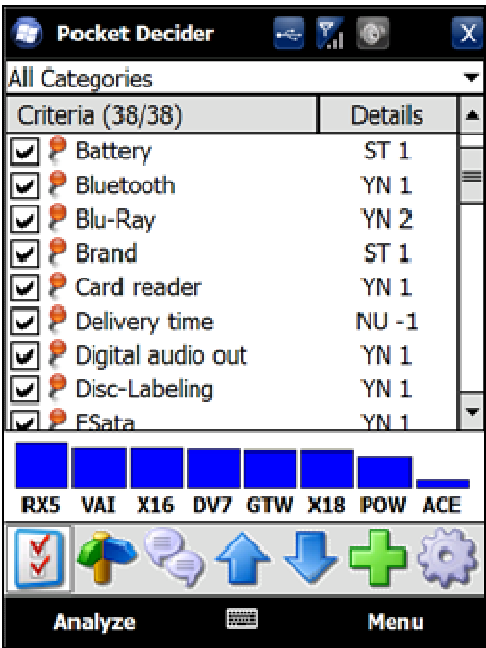 Pocket Decider
X
All Categories
Criteria (38/38) Details
Battery ST 1
Bluetooth YN 1
Blu-Ray YN 2
Brand ST 1
Card reader YN 1
Delivery time NU -1
Digital audio out YN 1
Disc-Labeling YN 1
ESata YN 1
RX5 VAI X16 DV7 GTW X18 POW ACE
Analyze Menu